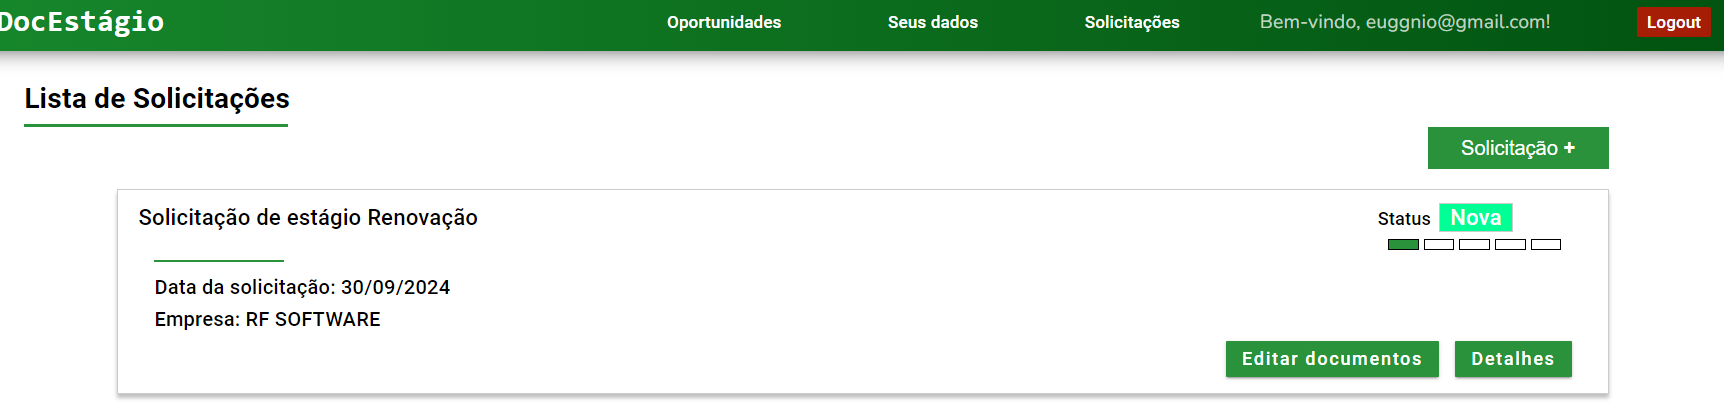 DocEstágio
Oportunidades
Seus dados
Solicitações
Bem-vindo, euggnio@gmail.com!
Logout
Lista de Solicitações
Solicitação +
Solicitação de estágio Renovação
Status Nova
Data da solicitação: 30/09/2024
Empresa: RF SOFTWARE
Editar documentos
Detalhes